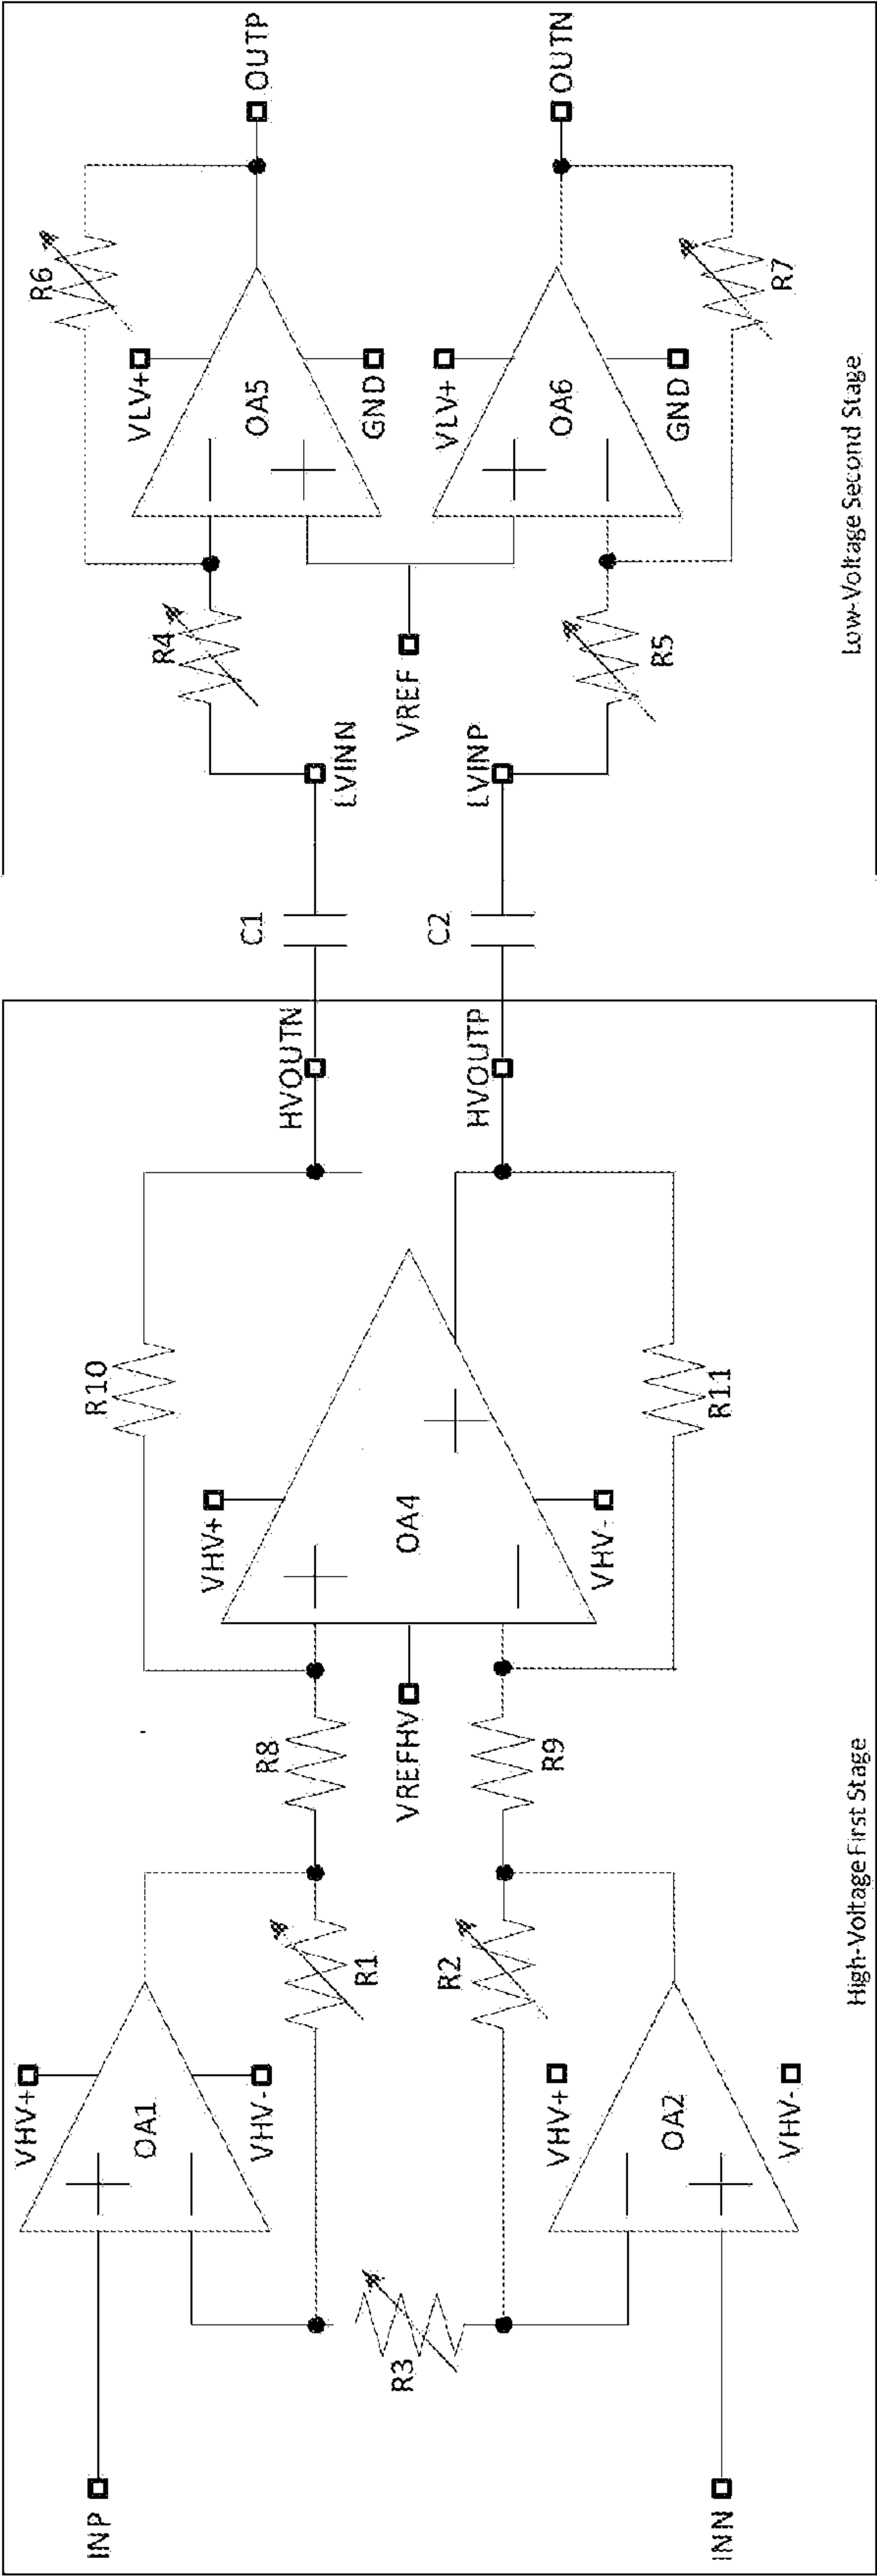 INP
INN
VHV+
OA1
VHV-
R3
VHV+
OA2
VHV-
R1
R2
R8
VREFHV
R9
VHV+
OA4
VHV-
R10
R11
HVOUTN
HVOUTP
High-Voltage First Stage
C1
C2
LVINN
LVINP
R4
VREF
R5
VLV+
OA5
GND
VLV+
OA6
GND
R6
R7
OUTP
OUTN
Low-Voltage Second Stage